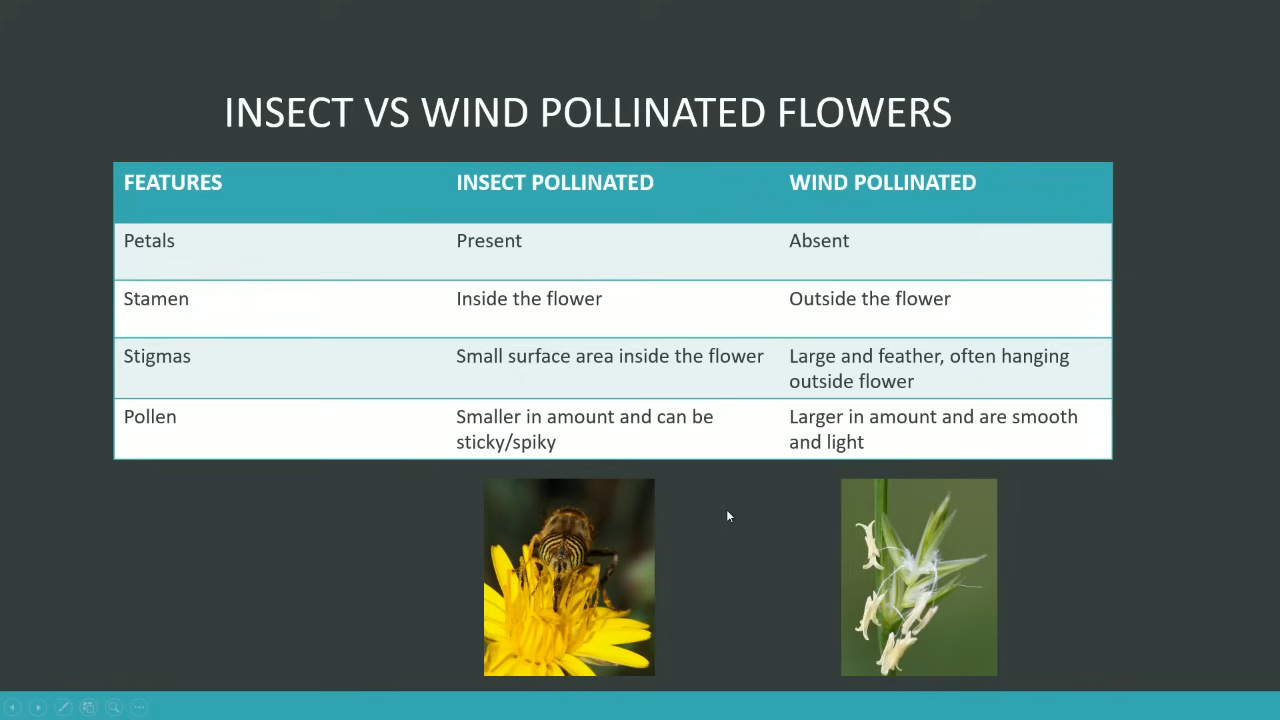 INSECT VS WIND POLLINATED FLOWERS
FEATURES INSECT POLLINATED WIND POLLINATED
Petals Present Absent
Stamen Inside the flower Outside the flower
Stigmas Small surface area inside the flower Large and feather, often hanging
outside flower
Pollen Smaller in amount and can be Larger in amount and are smooth
sticky/spiky and light